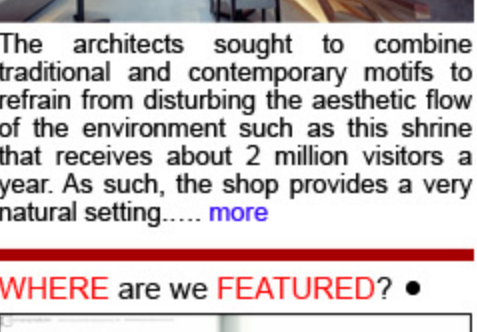 The architects sought to combine
traditional and contemporary motifs to
refrain from disturbing the aesthetic flow
of the environment such as this shrine
that receives about 2 million visitors a
year. As such, the shop provides a very
natural setting..... more
WHERE are we FEATURED? ●